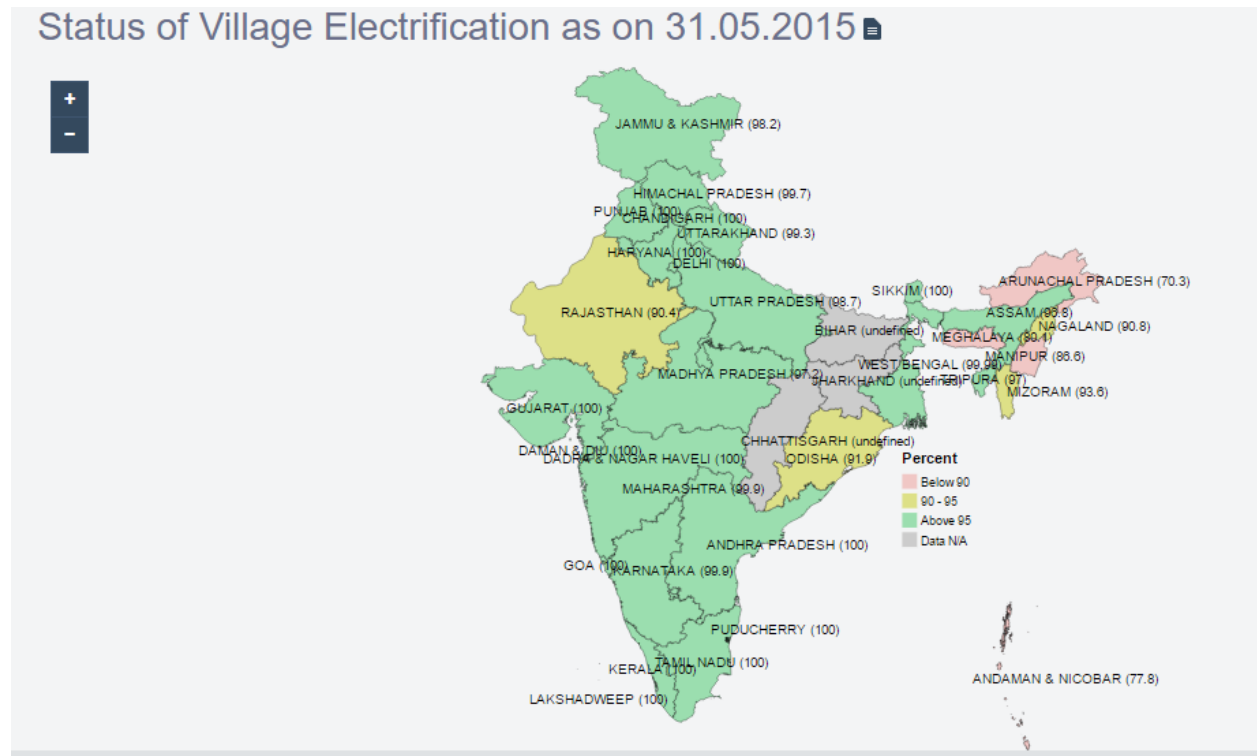 Status of Village Electrification as on 31.05.2015
+
−
JAMMU & KASHMIR (98.2)
HIMACHAL PRADESH (99.7)
PUNJAB (100)
CHANDIGARH (100)
UTTARAKHAND (99.3)
HARYANA (100)
DELHI (100)
ARUNACHAL PRADESH (70.3)
SIKKIM (100)
UTTAR PRADESH (98.7)
RAJASTHAN (90.4)
ASSAM (96.8)
NAGALAND (90.8)
BIHAR (undefined)
MEGHALAYA (80.1)
MANIPUR (86.6)
WEST BENGAL (99.99)
MADHYA PRADESH (97.2)
JHARKHAND (undefined)
TRIPURA (97)
MIZORAM (93.6)
GUJARAT (100)
CHHATTISGARH (undefined)
DAMAN & DIU (100)
DADRA & NAGAR HAVELI (100)
ODISHA (91.9)
Percent
Below 90
90 - 95
Above 95
Data N/A
MAHARASHTRA (99.9)
ANDHRA PRADESH (100)
GOA (100)
KARNATAKA (99.9)
PUDUCHERRY (100)
TAMIL NADU (100)
KERALA (100)
ANDAMAN & NICOBAR (77.8)
LAKSHADWEEP (100)